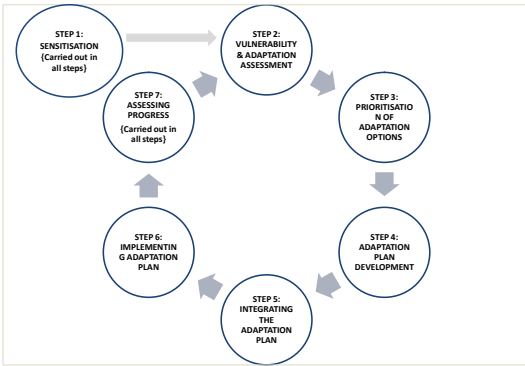 STEP 1:
SENSITISATION
{Carried out in
all steps}
STEP 2:
VULNERABILITY
& ADAPTATION
ASSESSMENT
STEP 3:
PRIORITISATIO
N OF
ADAPTATION
OPTIONS
STEP 4:
ADAPTATION
PLAN
DEVELOPMENT
STEP 5:
INTEGRATING
THE
ADAPTATION
PLAN
STEP 6:
IMPLEMENTIN
G ADAPTATION
PLAN
STEP 7:
ASSESSING
PROGRESS
{Carried out in
all steps}